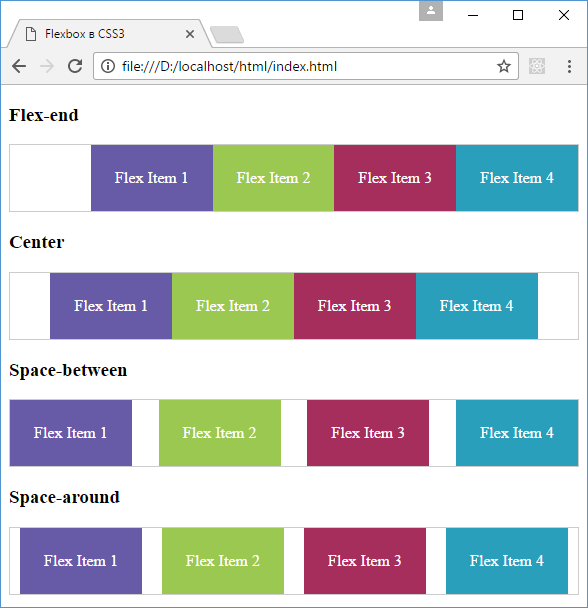 Flexbox в CSS3
file:///D:/localhost/html/index.html
Flex-end
Flex Item 1 Flex Item 2 Flex Item 3 Flex Item 4
Center
Flex Item 1 Flex Item 2 Flex Item 3 Flex Item 4
Space-between
Flex Item 1 Flex Item 2 Flex Item 3 Flex Item 4
Space-around
Flex Item 1 Flex Item 2 Flex Item 3 Flex Item 4